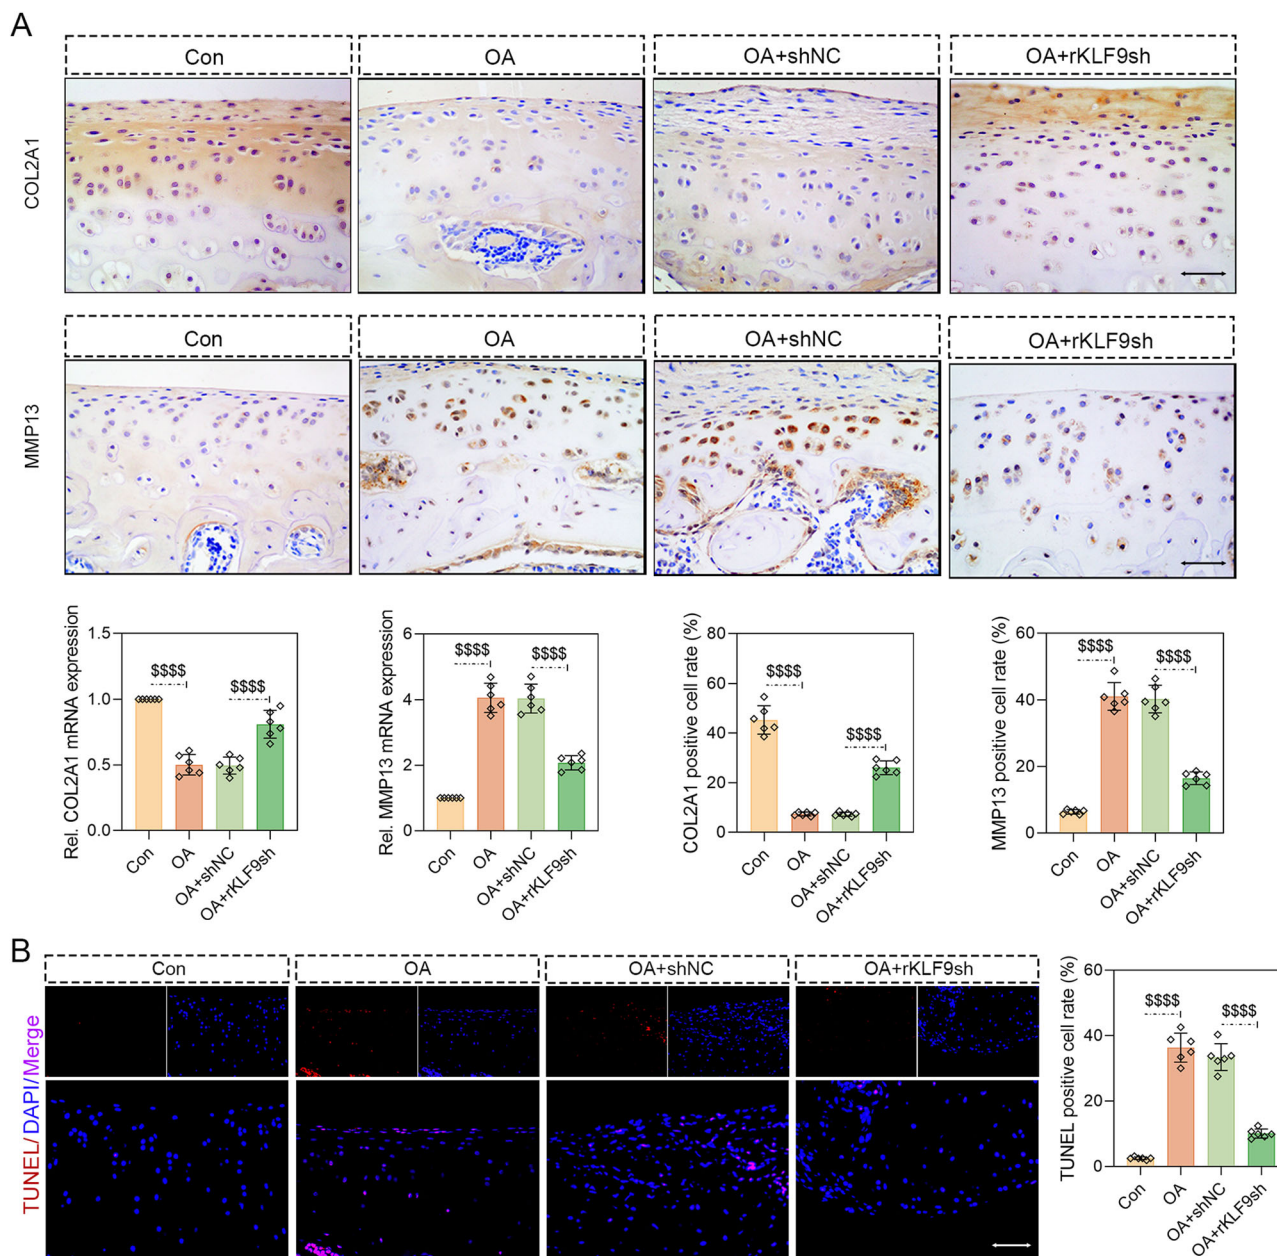 A
Con
OA
OA+shNC
OA+rKLF9sh
COL2A1
Con
OA
OA+shNC
OA+rKLF9sh
MMP13
Rel. COL2A1 mRNA expression
1.5
1.0
0.5
0.0
$$$$
$$$$
Con
OA
OA+shNC
OA+rKLF9sh
Rel. MMP13 mRNA expression
6
4
2
0
$$$$
$$$$
Con
OA
OA+shNC
OA+rKLF9sh
COL2A1 positive cell rate (%)
80
60
40
20
0
$$$$
$$$$
Con
OA
OA+shNC
OA+rKLF9sh
MMP13 positive cell rate (%)
60
40
20
0
$$$$
$$$$
Con
OA
OA+shNC
OA+rKLF9sh
B
Con
OA
OA+shNC
OA+rKLF9sh
TUNEL/DAPI/Merge
TUNEL positive cell rate (%)
60
40
20
0
$$$$
$$$$
Con
OA
OA+shNC
OA+rKLF9sh